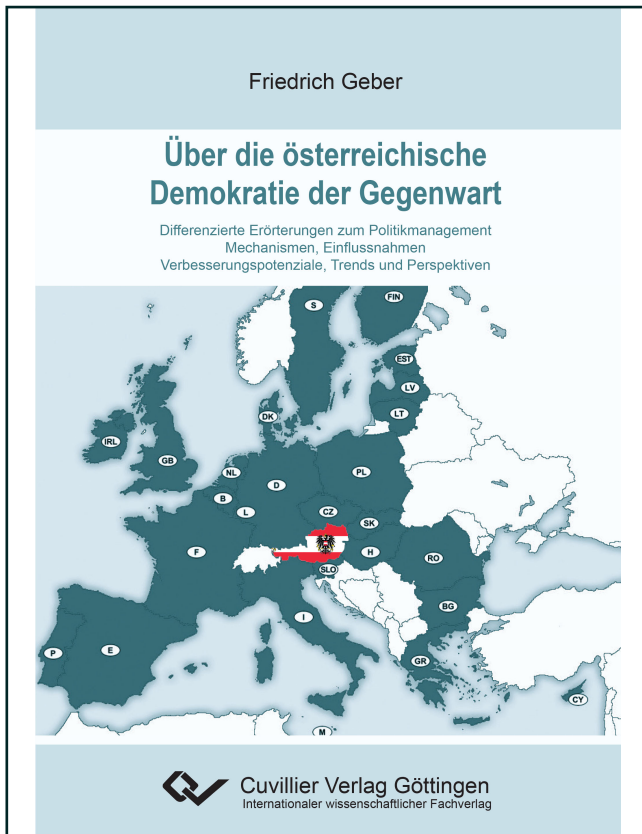 Friedrich Geber
Über die österreichische
Demokratie der Gegenwart
Differenzierte Erörterungen zum Politikmanagement
Mechanismen, Einflussnahmen
Verbesserungspotenziale, Trends und Perspektiven
S
FIN
EST
LV
LT
DK
IRL
GB
NL
B
L
D
PL
CZ
SK
F
H
SLO
RO
BG
I
P
E
GR
CY
M
Cuvillier Verlag Göttingen
Internationaler wissenschaftlicher Fachverlag